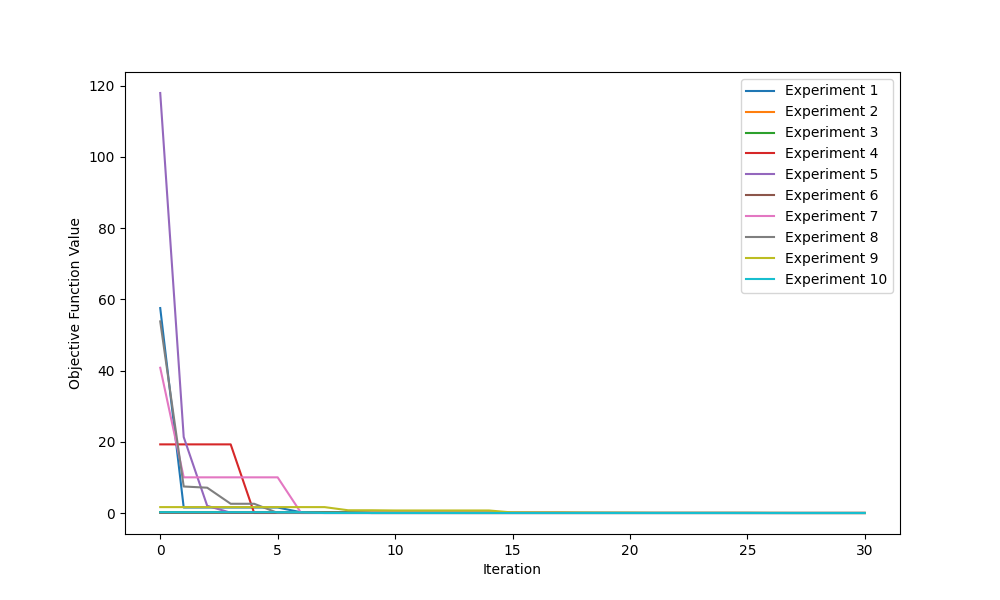 120
100
80
60
40
20
0
Objective Function Value
0 5 10 15 20 25 30
Iteration
Experiment 1
Experiment 2
Experiment 3
Experiment 4
Experiment 5
Experiment 6
Experiment 7
Experiment 8
Experiment 9
Experiment 10